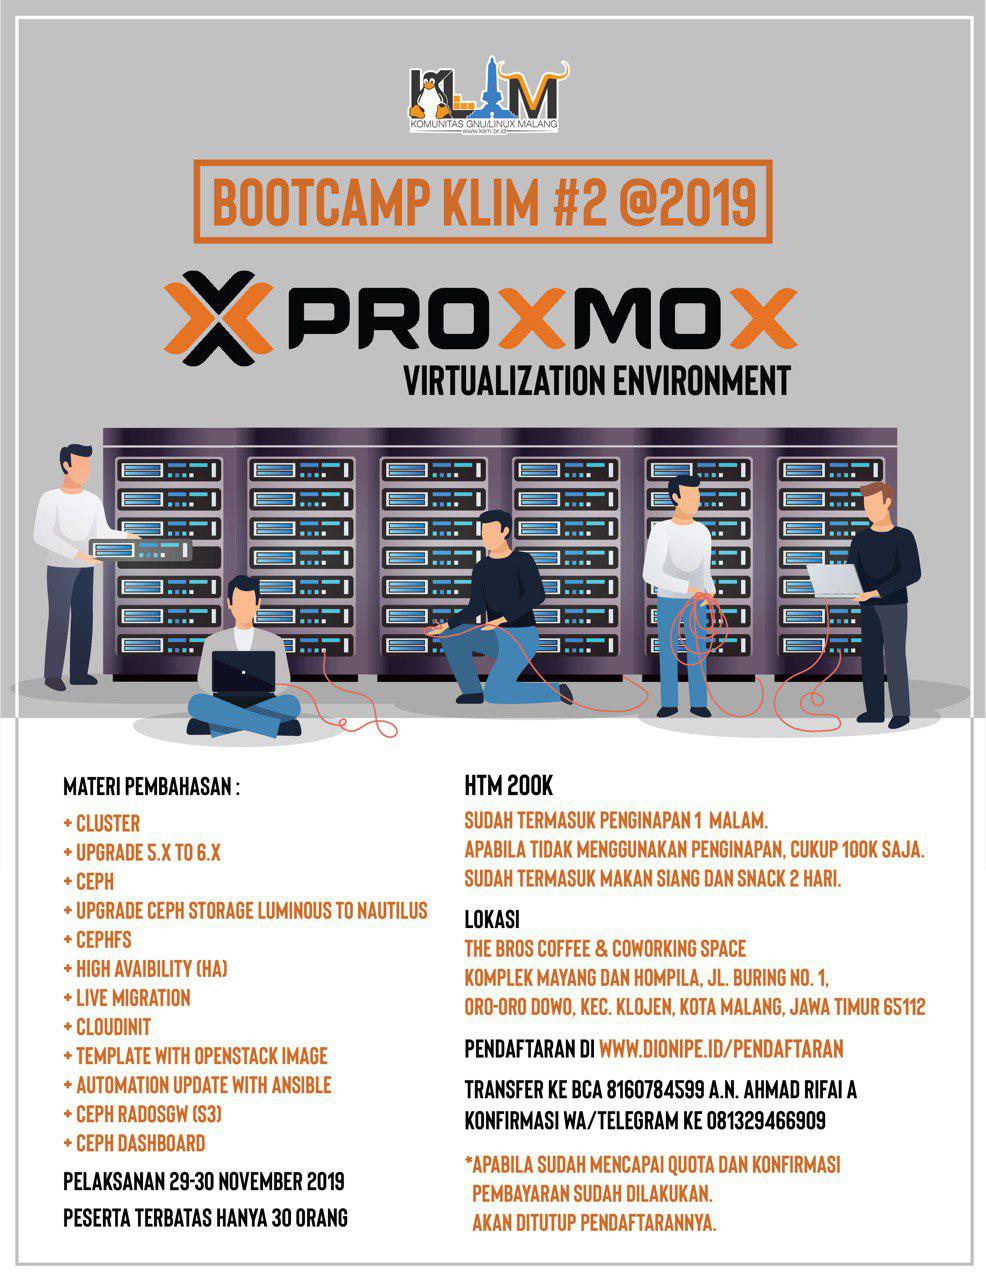 KLIM
KOMUNITAS GNU/LINUX MALANG
www.klim.or.id
BOOTCAMP KLIM #2 @2019
PROXMOX
VIRTUALIZATION ENVIRONMENT
MATERI PEMBAHASAN :
+ CLUSTER
+ UPGRADE 5.X TO 6.X
+ CEPH
+ UPGRADE CEPH STORAGE LUMINOUS TO NAUTILUS
+ CEPHFS
+ HIGH AVAIBILITY (HA)
+ LIVE MIGRATION
+ CLOUDINIT
+ TEMPLATE WITH OPENSTACK IMAGE
+ AUTOMATION UPDATE WITH ANSIBLE
+ CEPH RADOSGW (S3)
+ CEPH DASHBOARD
PELAKSANAN 29-30 NOVEMBER 2019
PESERTA TERBATAS HANYA 30 ORANG
HTM 200K
SUDAH TERMASUK PENGINAPAN 1 MALAM.
APABILA TIDAK MENGGUNAKAN PENGINAPAN, CUKUP 100K SAJA.
SUDAH TERMASUK MAKAN SIANG DAN SNACK 2 HARI.
LOKASI
THE BROS COFFEE & COWORKING SPACE
KOMPLEK MAYANG DAN HOMPILA, JL. BURING NO. 1,
ORO-ORO DOWO, KEC. KLOJEN, KOTA MALANG, JAWA TIMUR 65112
PENDAFTARAN DI WWW.DIONIPE.ID/PENDAFTARAN
TRANSFER KE BCA 8160784599 A.N. AHMAD RIFAI A
KONFIRMASI WA/TELEGRAM KE 081329466909
*APABILA SUDAH MENCAPAI QUOTA DAN KONFIRMASI
PEMBAYARAN SUDAH DILAKUKAN.
AKAN DITUTUP PENDAFTARANNYA.